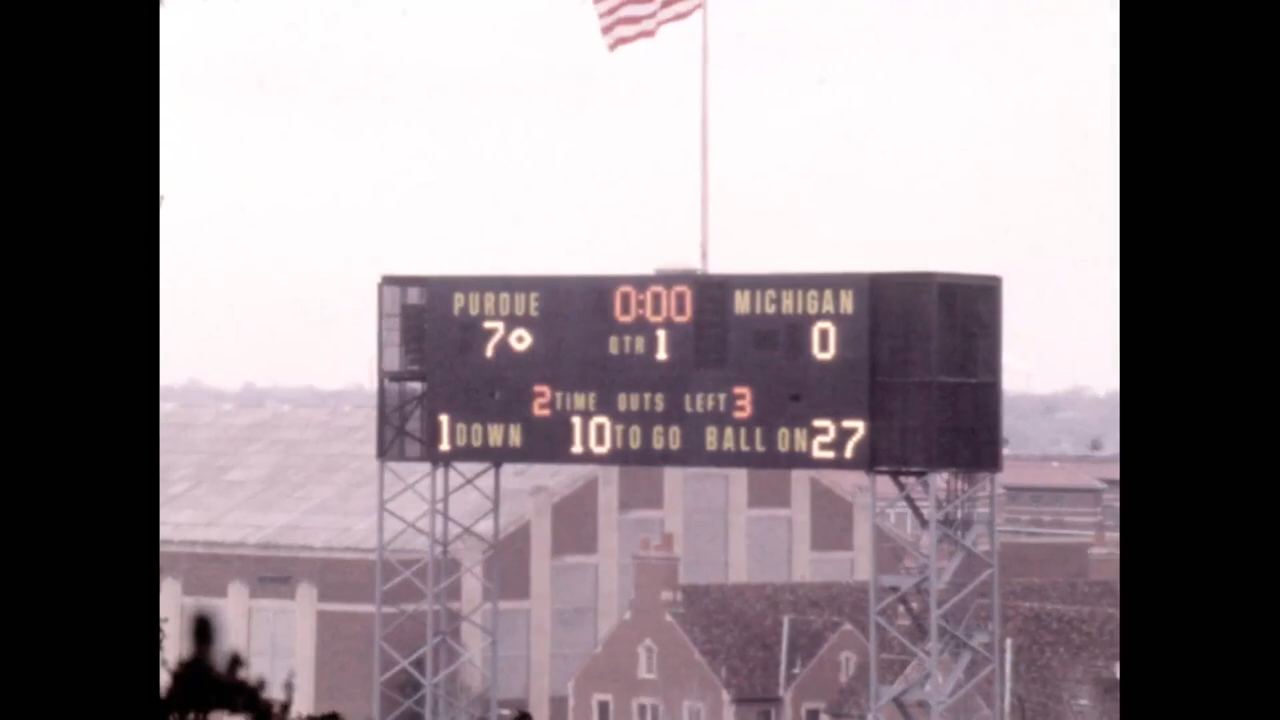 PURDUE 0:00 MICHIGAN
7 QTR 1 0
2 TIME OUTS LEFT 3
1 DOWN 10 TO GO BALL ON 27